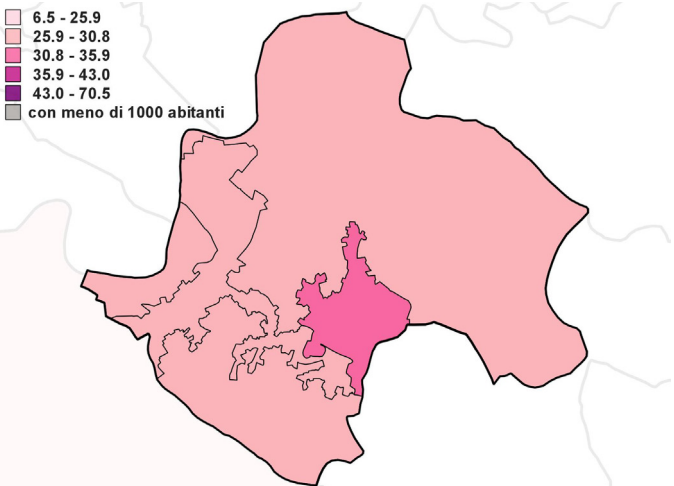 6.5 - 25.9
25.9 - 30.8
30.8 - 35.9
35.9 - 43.0
43.0 - 70.5
con meno di 1000 abitanti